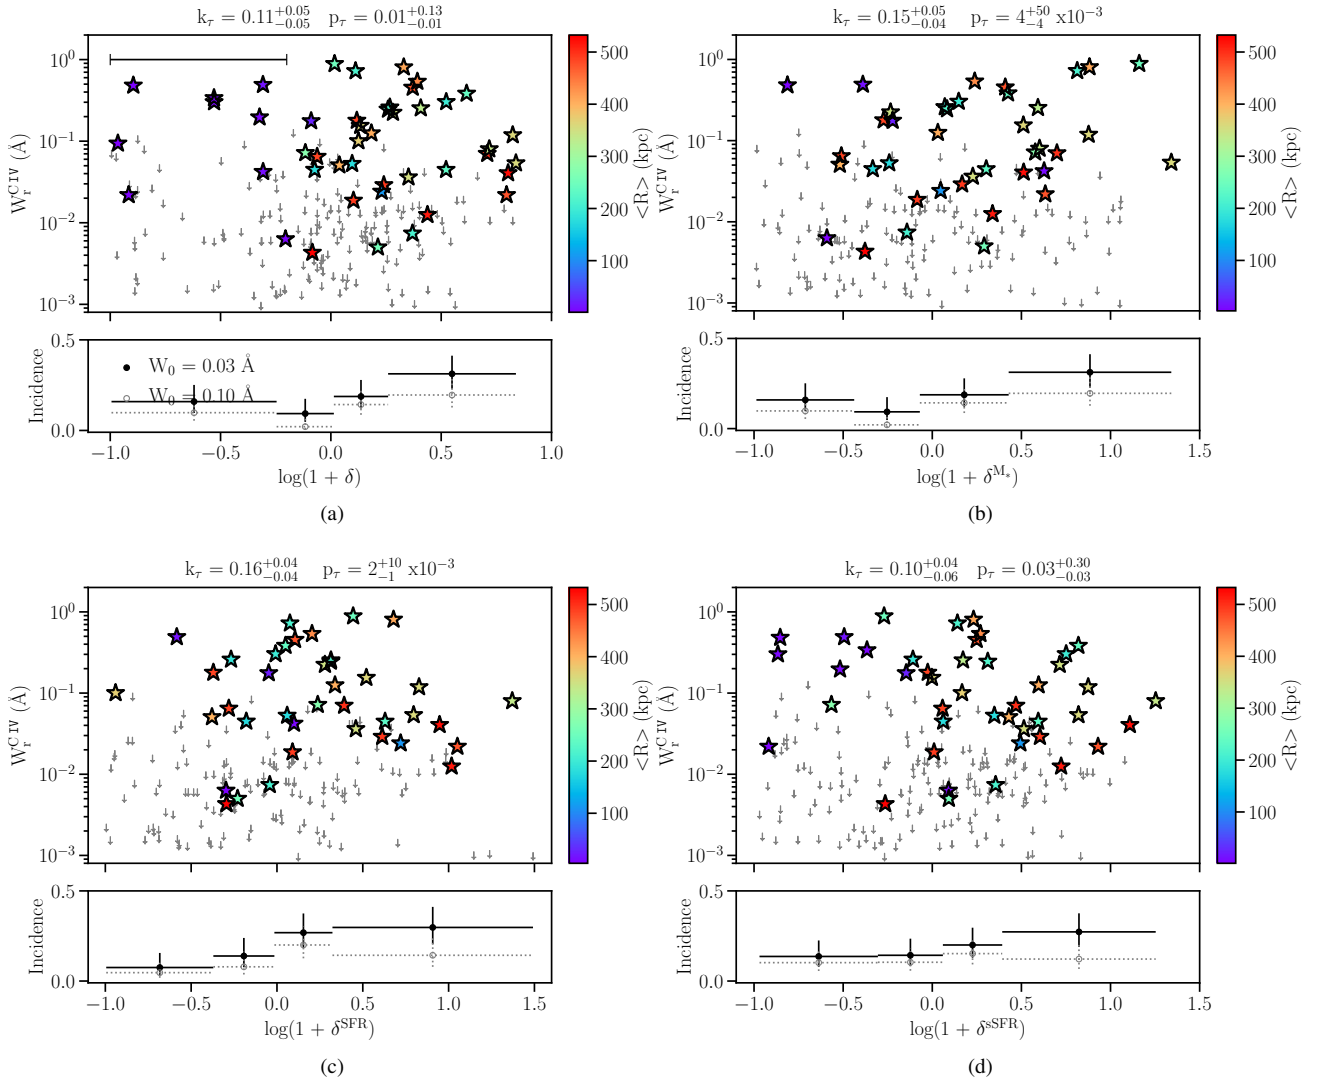 k_τ = 0.11^{+0.05}_{−0.05} p_τ = 0.01^{+0.13}_{−0.01}
10^0
10^{−1}
10^{−2}
10^{−3}
W_r^{C IV} (Å)
500
400
300
200
100
<R> (kpc)
0.5
0.0
Incidence
W_0 = 0.03 Å
W_0 = 0.10 Å
−1.0 −0.5 0.0 0.5 1.0
log(1 + δ)
(a)
k_τ = 0.15^{+0.05}_{−0.04} p_τ = 4^{+50}_{−4} x10^{−3}
10^0
10^{−1}
10^{−2}
10^{−3}
W_r^{C IV} (Å)
500
400
300
200
100
<R> (kpc)
0.5
0.0
Incidence
−1.0 −0.5 0.0 0.5 1.0 1.5
log(1 + δ^{M_*})
(b)
k_τ = 0.16^{+0.04}_{−0.04} p_τ = 2^{+10}_{−1} x10^{−3}
10^0
10^{−1}
10^{−2}
10^{−3}
W_r^{C IV} (Å)
500
400
300
200
100
<R> (kpc)
0.5
0.0
Incidence
−1.0 −0.5 0.0 0.5 1.0 1.5
log(1 + δ^{SFR})
(c)
k_τ = 0.10^{+0.04}_{−0.06} p_τ = 0.03^{+0.30}_{−0.03}
10^0
10^{−1}
10^{−2}
10^{−3}
W_r^{C IV} (Å)
500
400
300
200
100
<R> (kpc)
0.5
0.0
Incidence
−1.0 −0.5 0.0 0.5 1.0 1.5
log(1 + δ^{sSFR})
(d)